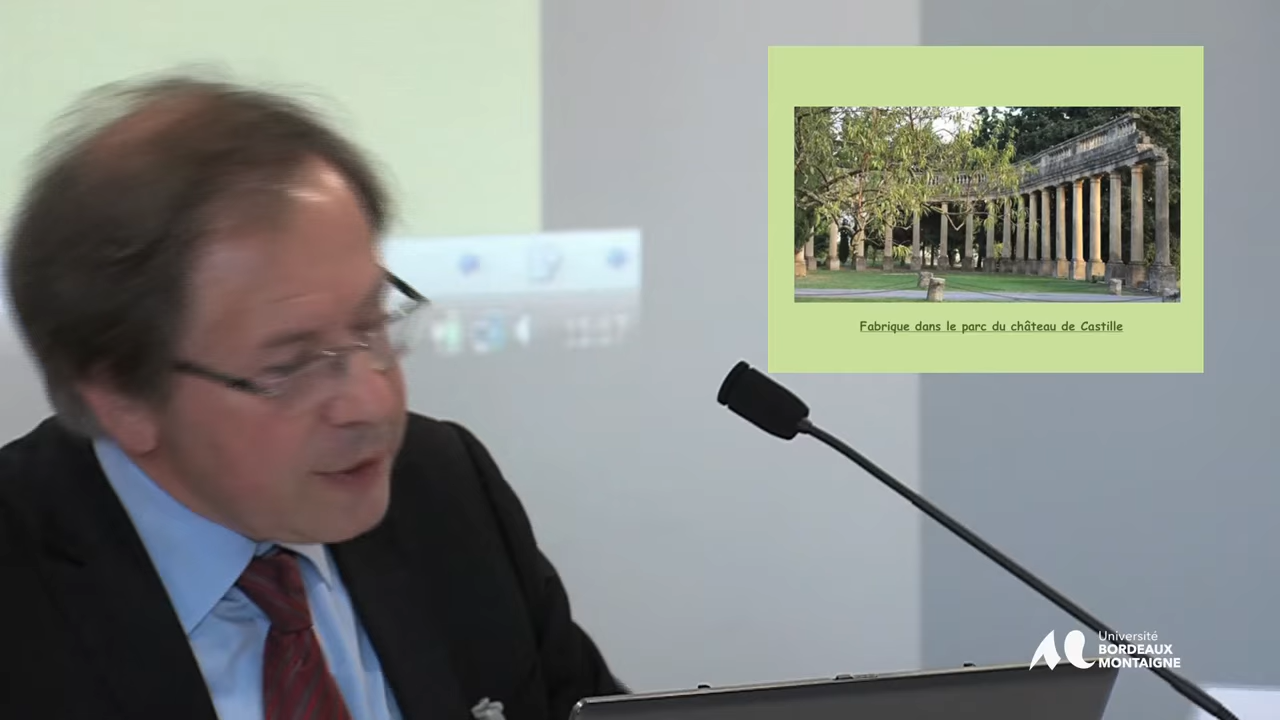 Fabrique dans le parc du château de Castille
Université
BORDEAUX
MONTAIGNE